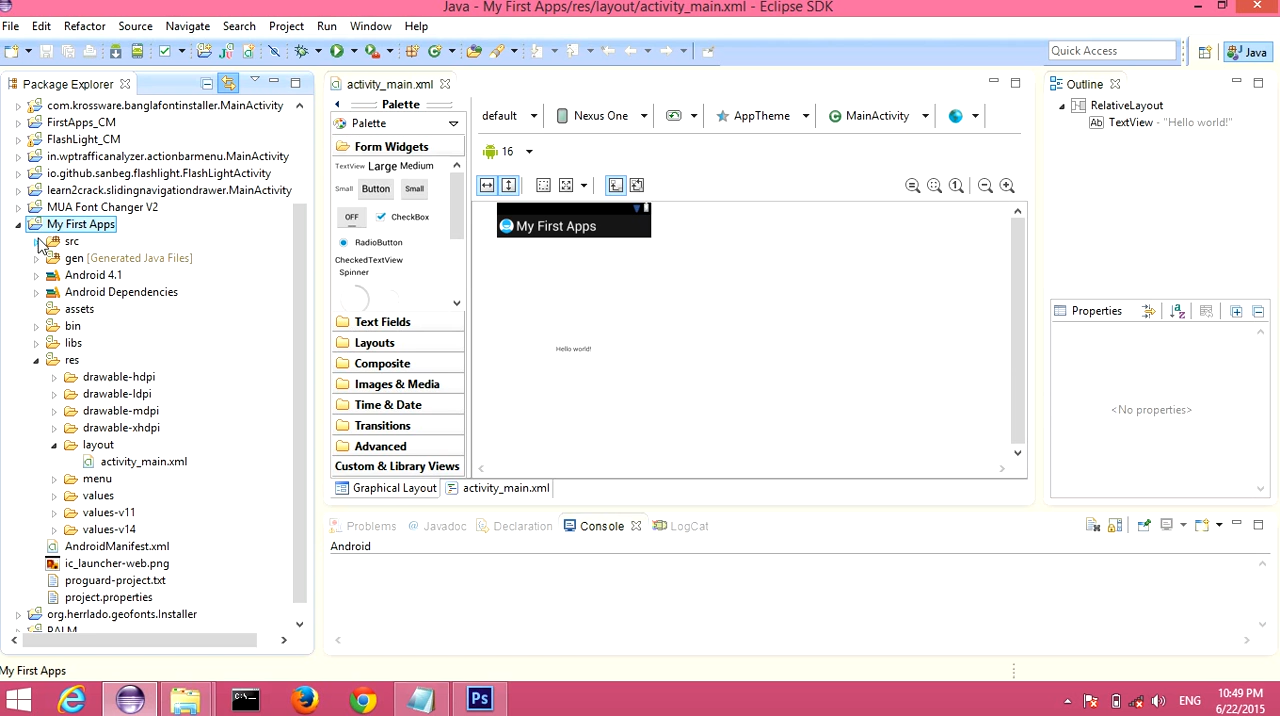 Java - My First Apps/res/layout/activity_main.xml - Eclipse SDK
File Edit Refactor Source Navigate Search Project Run Window Help
Quick Access
Java
Package Explorer
com.krossware.banglafontinstaller.MainActivity
FirstApps_CM
FlashLight_CM
in.wptrafficanalyzer.actionbarmenu.MainActivity
io.github.sanbeg.flashlight.FlashLightActivity
learn2crack.slidingnavigationdrawer.MainActivity
MUA Font Changer V2
My First Apps
src
gen [Generated Java Files]
Android 4.1
Android Dependencies
assets
bin
libs
res
drawable-hdpi
drawable-ldpi
drawable-mdpi
drawable-xhdpi
layout
activity_main.xml
menu
values
values-v11
values-v14
AndroidManifest.xml
ic_launcher-web.png
proguard-project.txt
project.properties
org.herrlado.geofonts.Installer
PALM
My First Apps
activity_main.xml
Palette
Palette
Form Widgets
TextView Large Medium
Small Button Small
OFF CheckBox
RadioButton
CheckedTextView
Spinner
Text Fields
Layouts
Composite
Images & Media
Time & Date
Transitions
Advanced
Custom & Library Views
default Nexus One AppTheme MainActivity
16
My First Apps
Hello world!
Graphical Layout activity_main.xml
Outline
RelativeLayout
Ab TextView - "Hello world!"
Properties
<No properties>
Problems @ Javadoc Declaration Console LogCat
Android
Ps
ENG
10:49 PM
6/22/2015